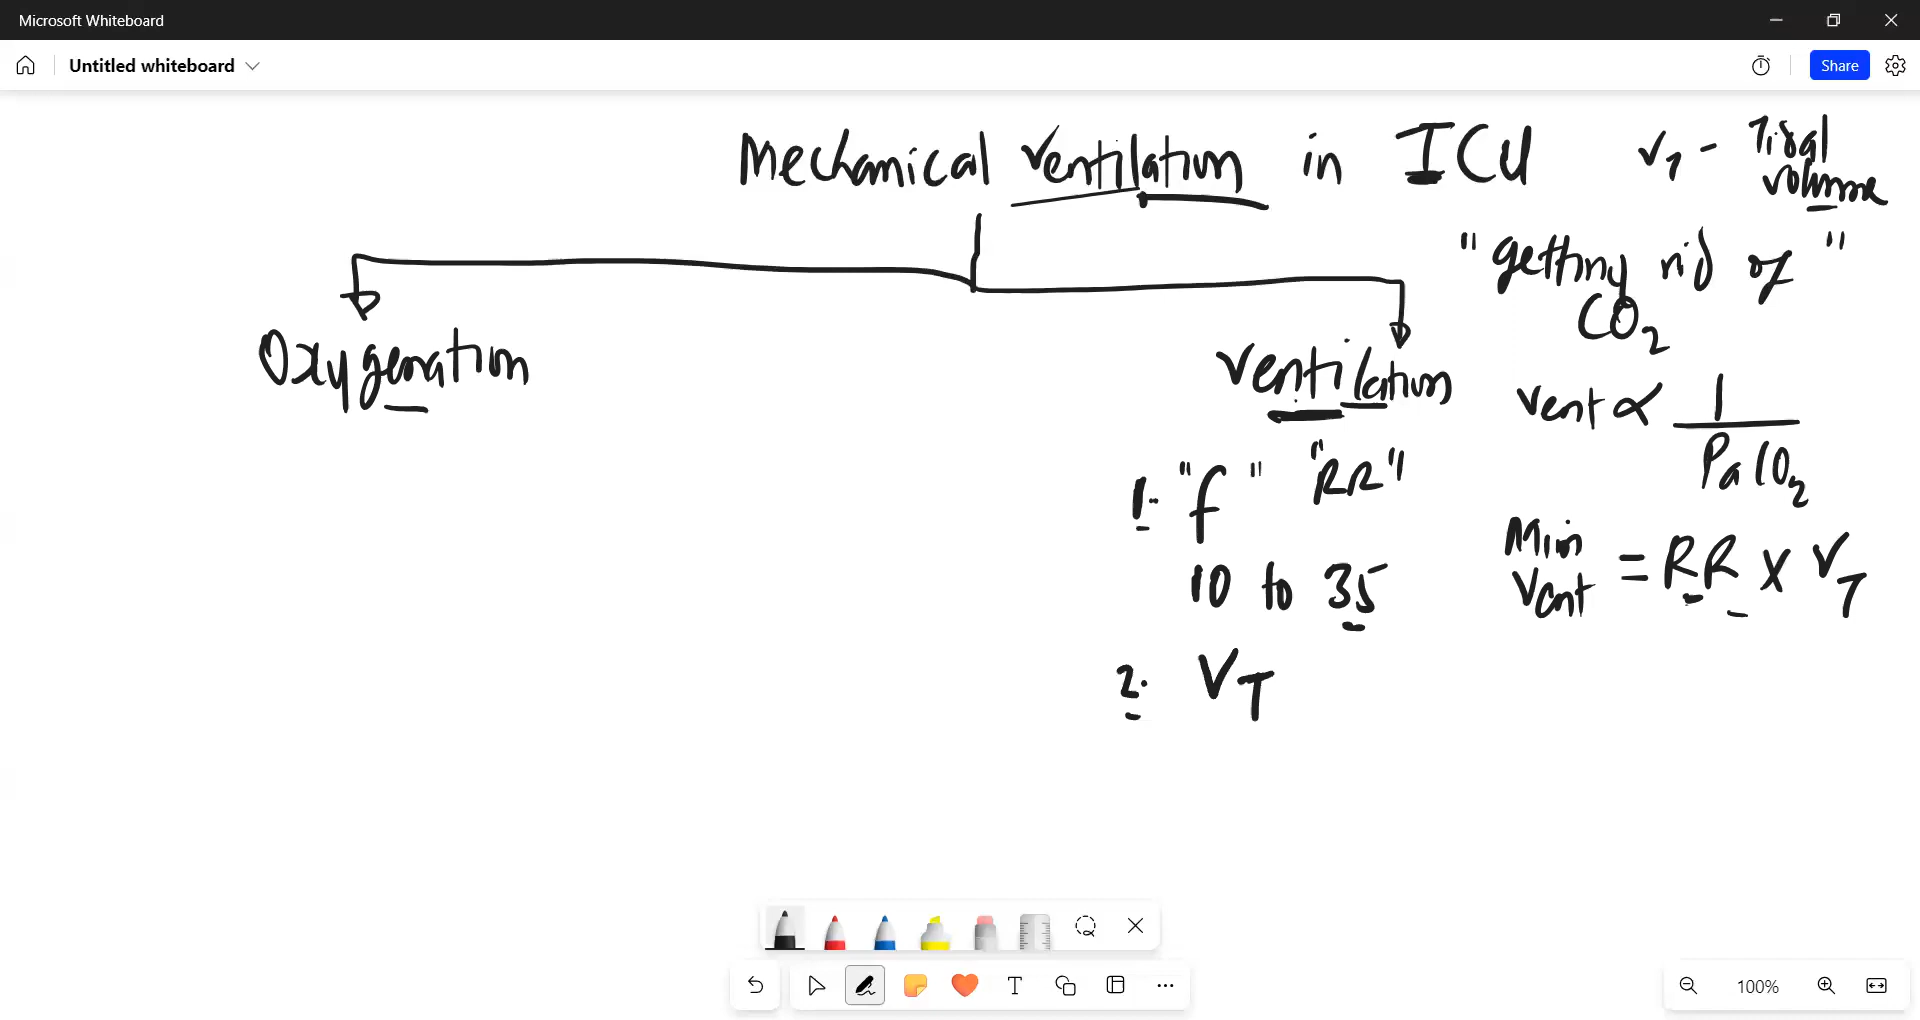 Microsoft Whiteboard
Untitled whiteboard
Share
Mechanical ventilation in ICU
VT - Tidal
volume
"getting rid of"
CO2
Oxygenation
ventilation
vent ∝ 1
PaCO2
1. "f" "RR"
Min
Vent = RR X VT
10 to 35
2. VT
100%